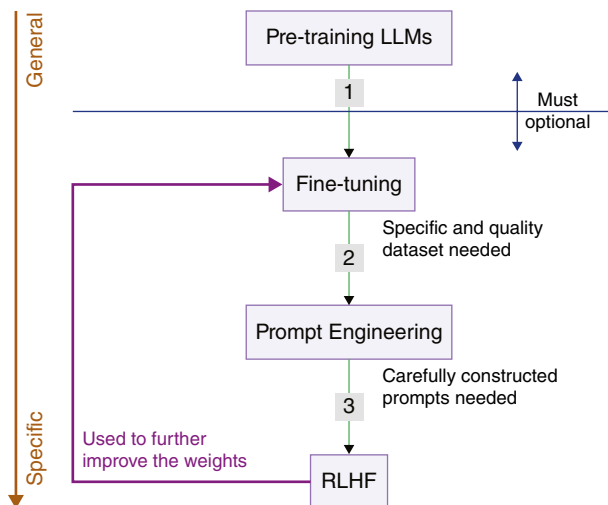 General
Pre-training LLMs
1
Must
optional
Fine-tuning
Specific and quality
dataset needed
2
Prompt Engineering
Carefully constructed
prompts needed
3
Used to further
improve the weights
Specific
RLHF